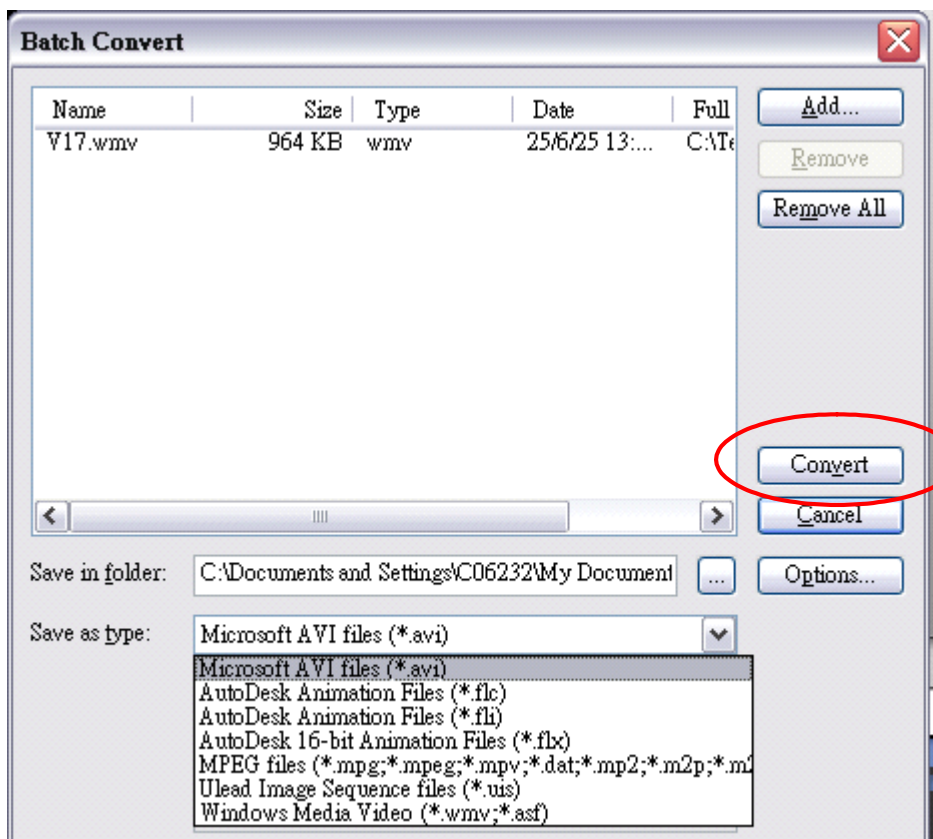 Batch Convert
Name Size Type Date Full
V17.wmv 964 KB wmv 25/6/25 13:... C:\Te
Add...
Remove
Remove All
Convert
Cancel
Save in folder: C:\Documents and Settings\C06232\My Document ... Options...
Save as type: Microsoft AVI files (*.avi)
Microsoft AVI files (*.avi)
AutoDesk Animation Files (*.flc)
AutoDesk Animation Files (*.fli)
AutoDesk 16-bit Animation Files (*.flx)
MPEG files (*.mpg;*.mpeg;*.mpv;*.dat;*.mp2;*.m2p;*.m2
Ulead Image Sequence files (*.uis)
Windows Media Video (*.wmv;*.asf)